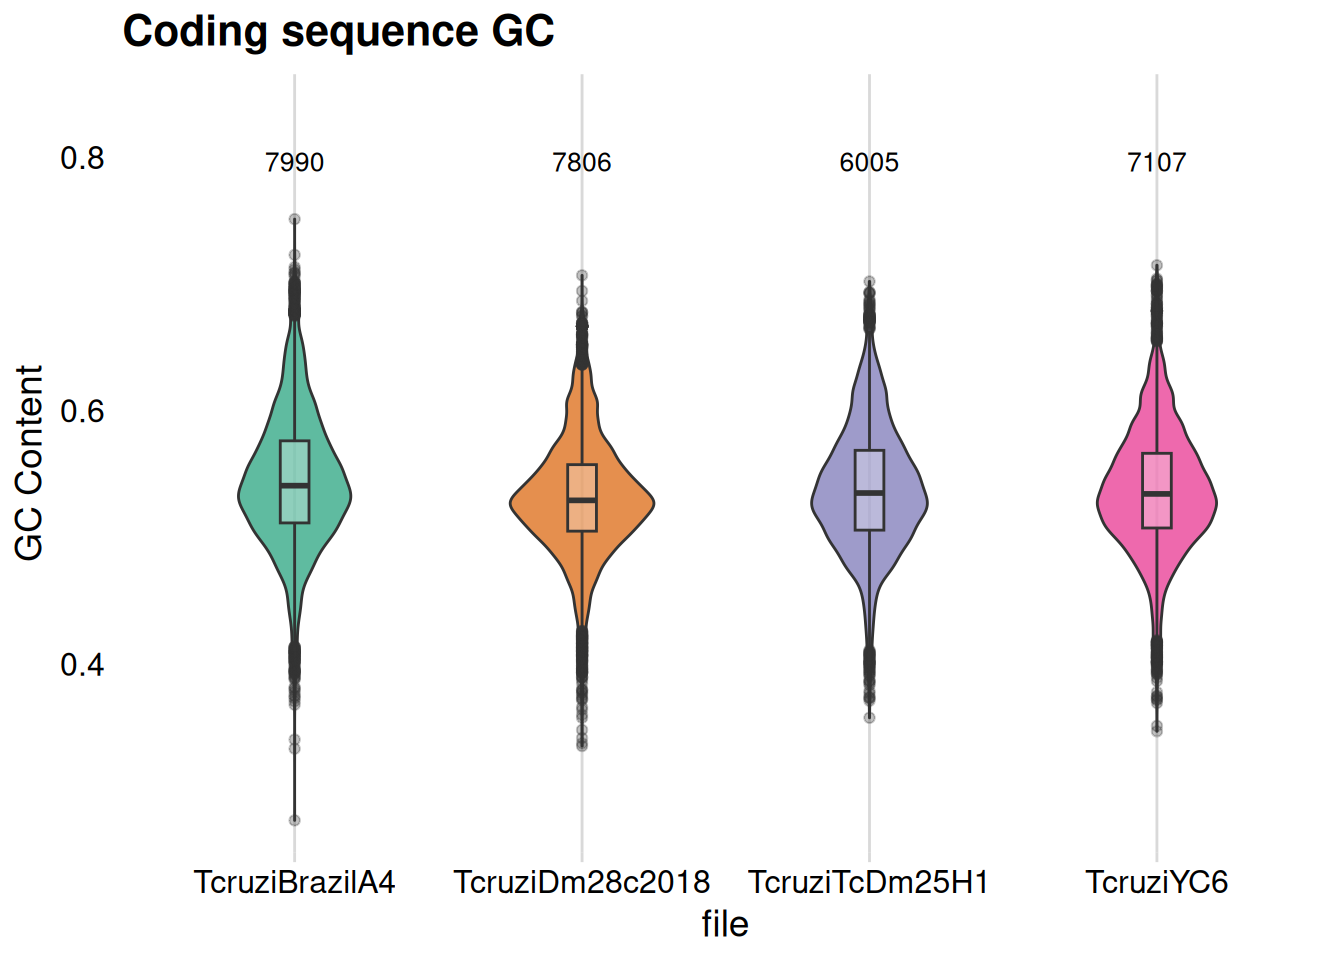 Coding sequence GC
0.8
7990 7806 6005 7107
GC Content
0.6
0.4
TcruziBrazilA4 TcruziDm28c2018 TcruziTcDm25H1 TcruziYC6
file